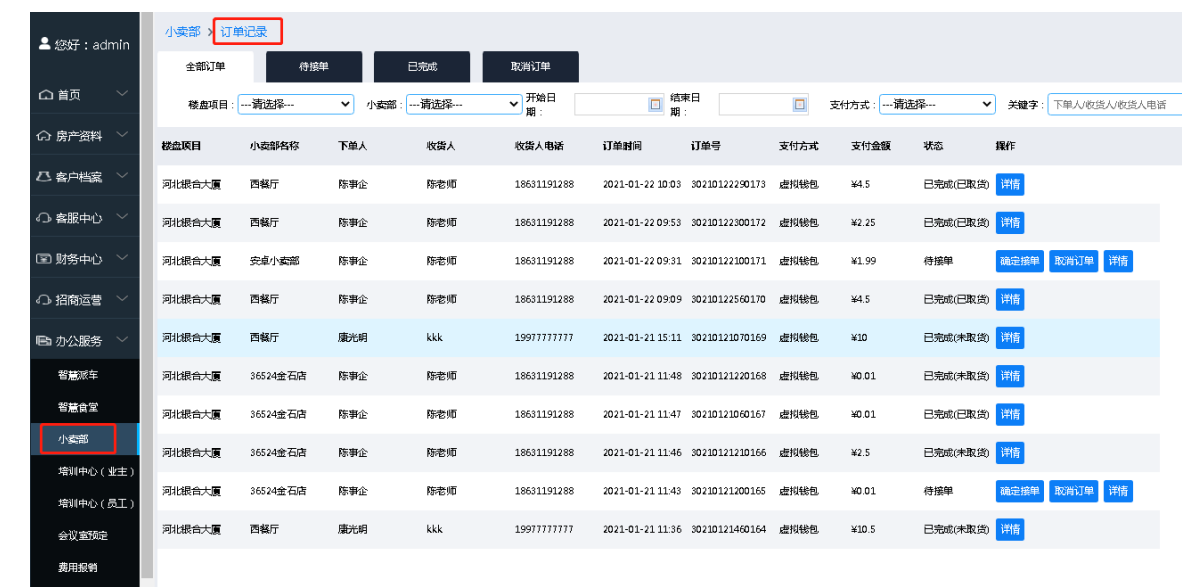 您好：admin
首页
房产资料
客户档案
客服中心
财务中心
招商运营
办公服务
智慧派车
智慧食堂
小卖部
培训中心（业主）
培训中心（员工）
会议室预定
费用报销
小卖部 > 订单记录
全部订单 待接单 已完成 取消订单
楼盘项目： ---请选择--- 小卖部： ---请选择--- 开始日期： 结束日期： 支付方式： ---请选择--- 关键字： 下单人/收货人/收货人电话
楼盘项目 小卖部名称 下单人 收货人 收货人电话 订单时间 订单号 支付方式 支付金额 状态 操作
河北银合大厦 西餐厅 陈事企 陈老师 18631191288 2021-01-22 10:03 30210122290173 虚拟钱包 ¥4.5 已完成(已取货) 详情
河北银合大厦 西餐厅 陈事企 陈老师 18631191288 2021-01-22 09:53 30210122300172 虚拟钱包 ¥2.25 已完成(已取货) 详情
河北银合大厦 安卓小卖部 陈事企 陈老师 18631191288 2021-01-22 09:31 30210122100171 虚拟钱包 ¥1.99 待接单 确定接单 取消订单 详情
河北银合大厦 西餐厅 陈事企 陈老师 18631191288 2021-01-22 09:09 30210122560170 虚拟钱包 ¥4.5 已完成(已取货) 详情
河北银合大厦 西餐厅 康光明 kkk 19977777777 2021-01-21 15:11 30210121070169 虚拟钱包 ¥10 已完成(未取货) 详情
河北银合大厦 36524金石店 陈事企 陈老师 18631191288 2021-01-21 11:48 30210121220168 虚拟钱包 ¥0.01 已完成(未取货) 详情
河北银合大厦 36524金石店 陈事企 陈老师 18631191288 2021-01-21 11:47 30210121060167 虚拟钱包 ¥0.01 已完成(已取货) 详情
河北银合大厦 36524金石店 陈事企 陈老师 18631191288 2021-01-21 11:46 30210121210166 虚拟钱包 ¥2.5 已完成(未取货) 详情
河北银合大厦 36524金石店 陈事企 陈老师 18631191288 2021-01-21 11:43 30210121200165 虚拟钱包 ¥0.01 待接单 确定接单 取消订单 详情
河北银合大厦 西餐厅 康光明 kkk 19977777777 2021-01-21 11:36 30210121460164 虚拟钱包 ¥10.5 已完成(未取货) 详情